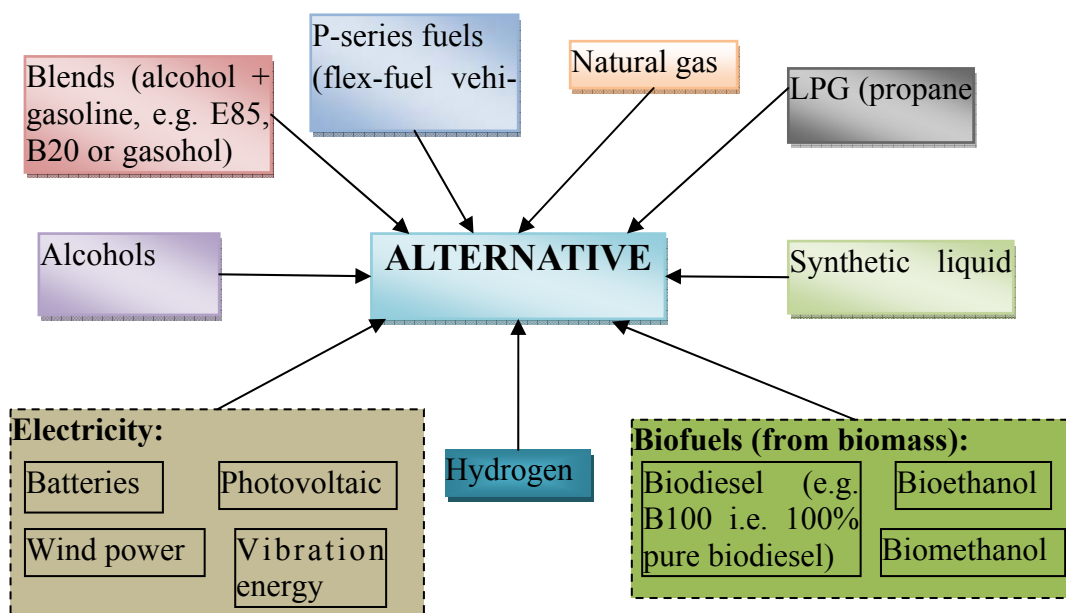 P-series fuels
(flex-fuel vehi-
Natural gas
Blends (alcohol +
gasoline, e.g. E85,
B20 or gasohol)
LPG (propane
Alcohols
ALTERNATIVE
Synthetic liquid
Electricity:
Batteries
Photovoltaic
Wind power
Vibration
energy
Hydrogen
Biofuels (from biomass):
Biodiesel (e.g.
B100 i.e. 100%
pure biodiesel)
Bioethanol
Biomethanol